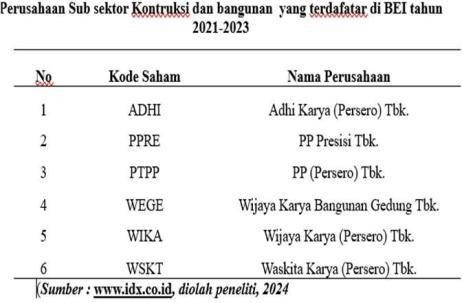 Perusahaan Sub sektor Kontruksi dan bangunan yang terdafatar di BEI tahun
2021-2023
No Kode Saham Nama Perusahaan
1 ADHI Adhi Karya (Persero) Tbk.
2 PPRE PP Presisi Tbk.
3 PTPP PP (Persero) Tbk.
4 WEGE Wijaya Karya Bangunan Gedung Tbk.
5 WIKA Wijaya Karya (Persero) Tbk.
6 WSKT Waskita Karya (Persero) Tbk.
(Sumber : www.idx.co.id, diolah peneliti, 2024